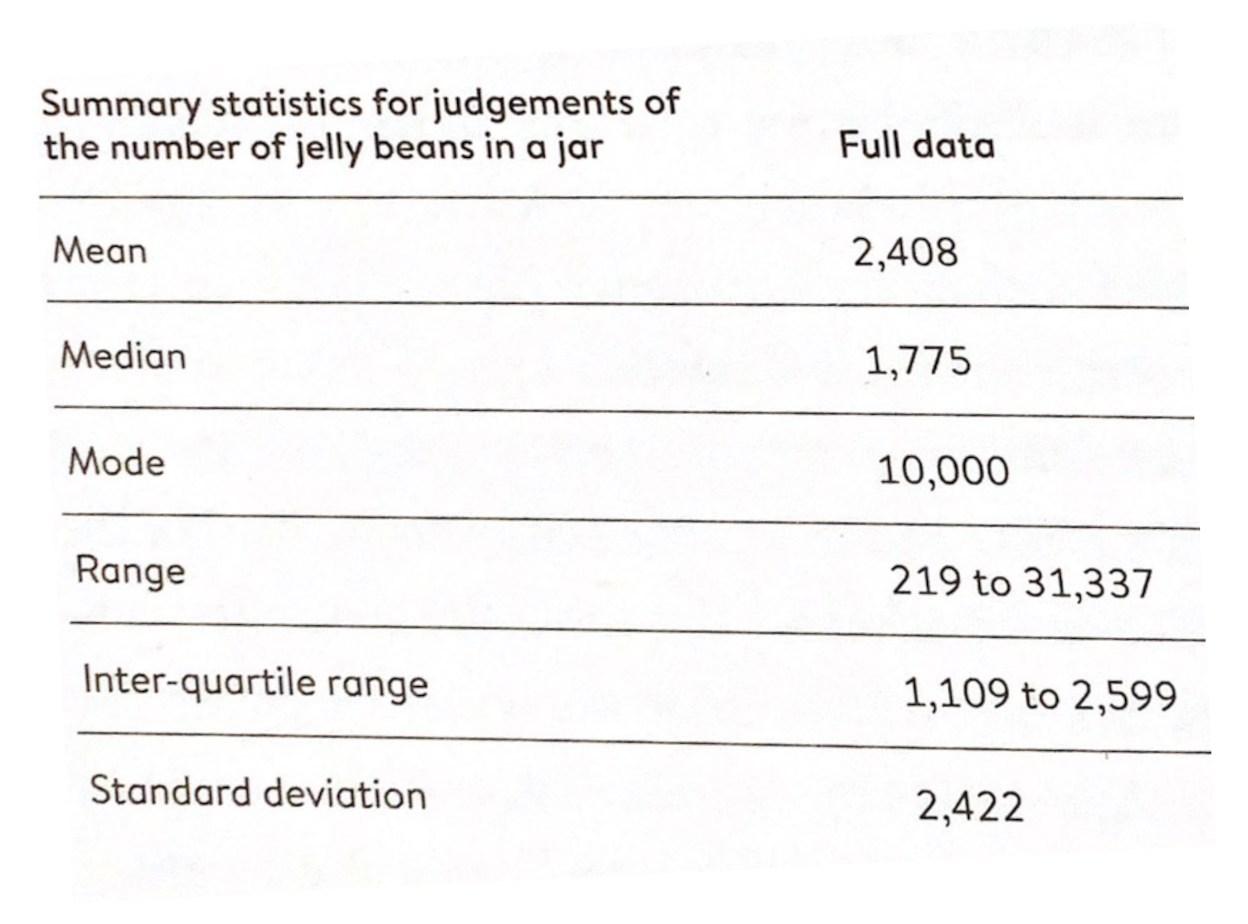 Summary statistics for judgements of
the number of jelly beans in a jar Full data
Mean 2,408
Median 1,775
Mode 10,000
Range 219 to 31,337
Inter-quartile range 1,109 to 2,599
Standard deviation 2,422